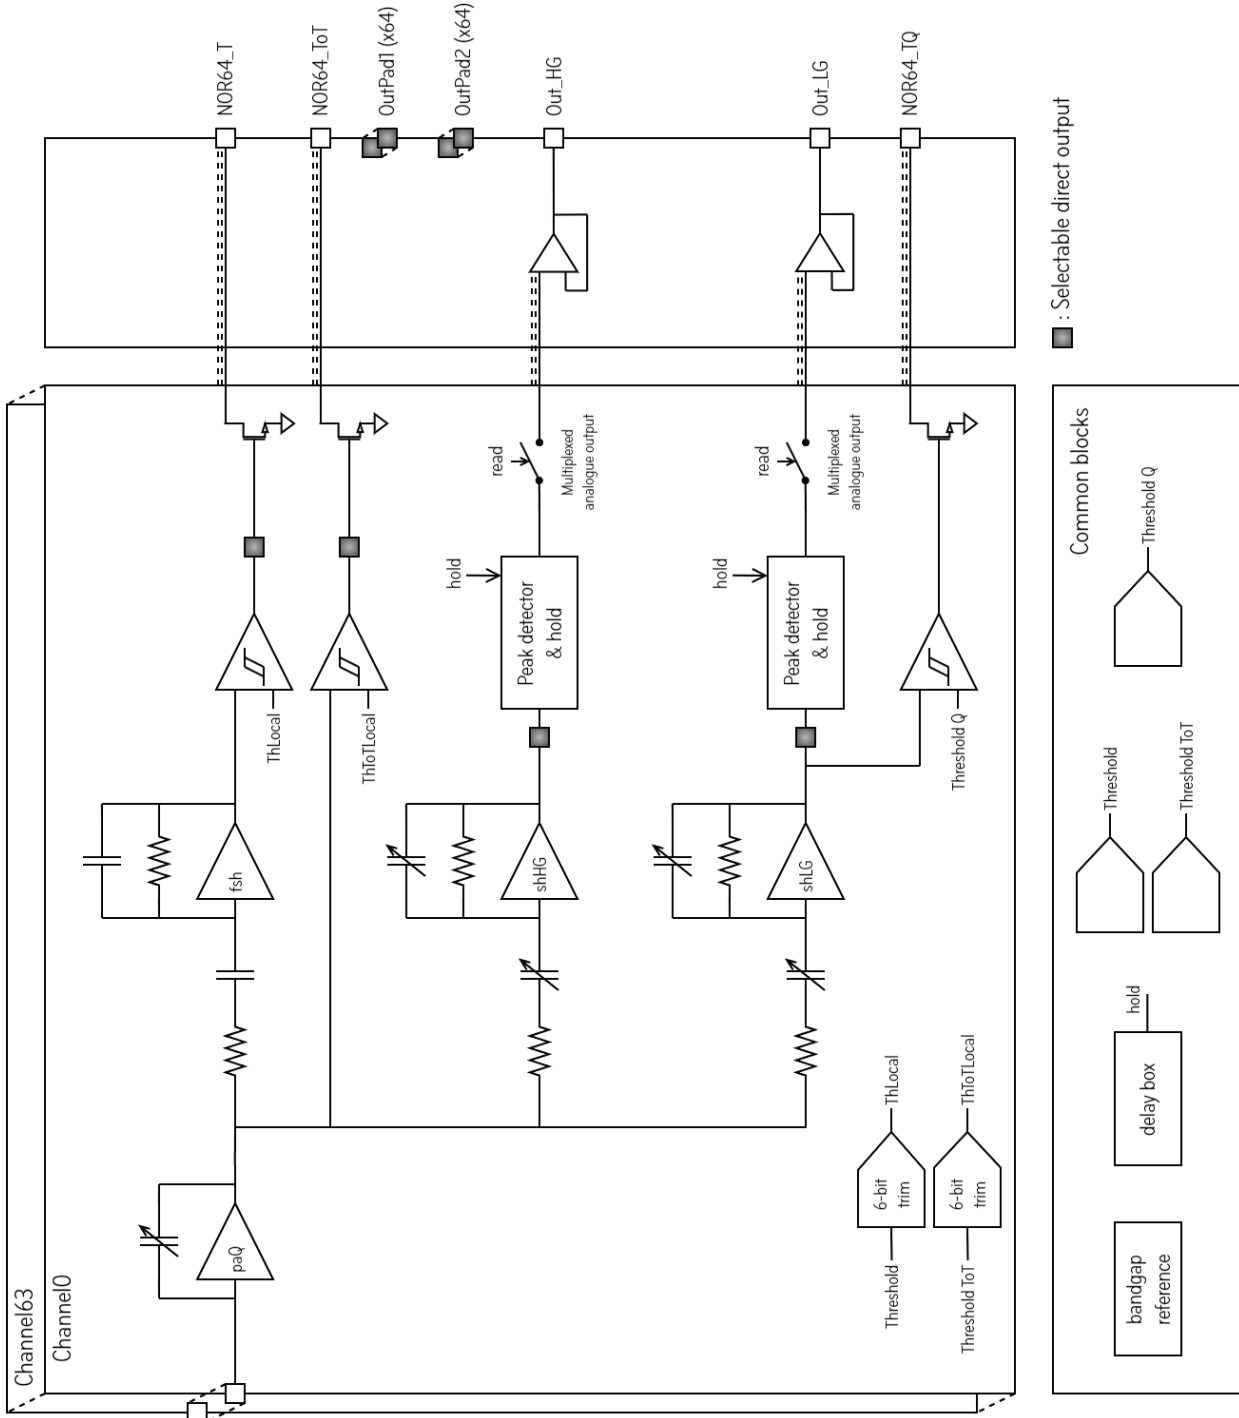 Channel63
Channel0
paQ
fsh
ThLocal
ThToTLocal
shHG
hold
Peak detector
& hold
read
Multiplexed
analogue output
shLG
hold
Peak detector
& hold
read
Multiplexed
analogue output
Threshold Q
Threshold
6-bit
trim
ThLocal
Threshold ToT
6-bit
trim
ThToTLocal
NOR64_T
NOR64_ToT
OutPad1 (x64)
OutPad2 (x64)
Out_HG
Out_LG
NOR64_TQ
: Selectable direct output
Common blocks
bandgap
reference
delay box
hold
Threshold
Threshold ToT
Threshold Q